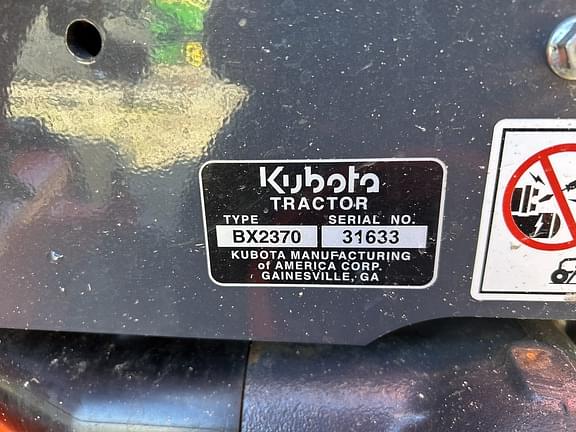 Kubota
TRACTOR
TYPE SERIAL NO.
BX2370 31633
KUBOTA MANUFACTURING
of AMERICA CORP.
GAINESVILLE, GA